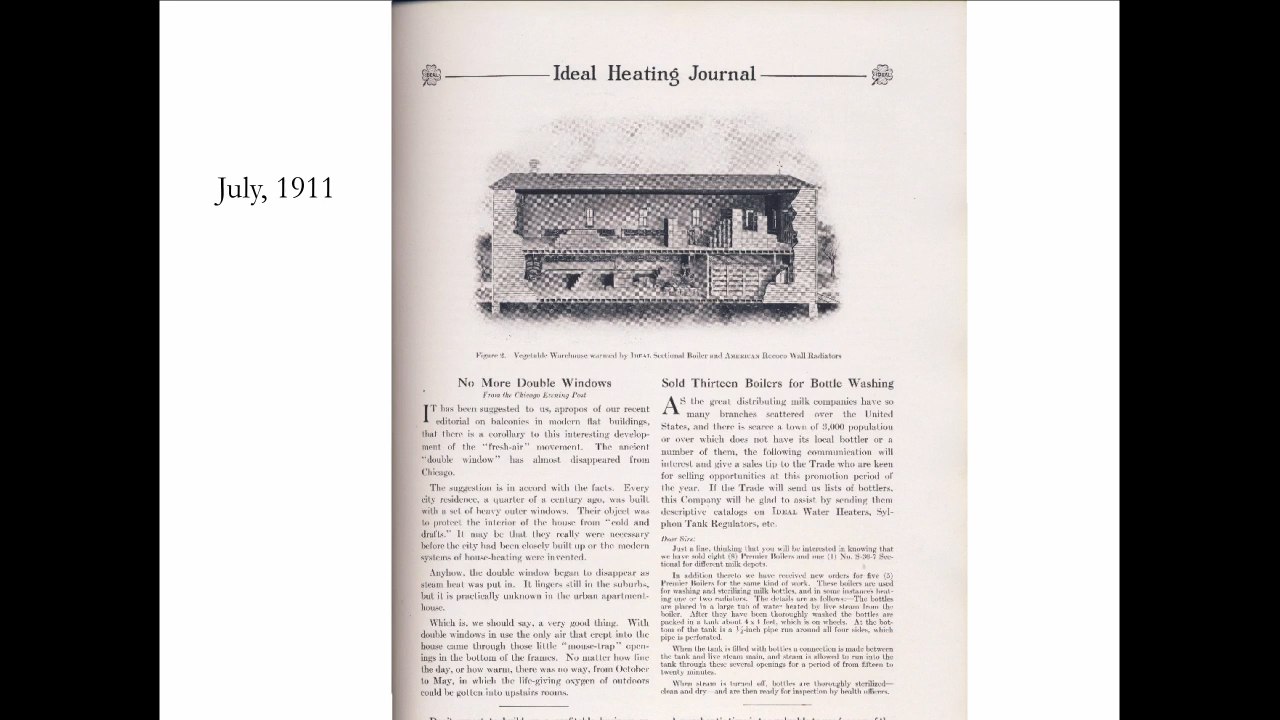 July, 1911
IDEAL
Ideal Heating Journal
IDEAL
Figure 2. Vegetable Warehouse warmed by IDEAL Sectional Boiler and AMERICAN Rococo Wall Radiators
No More Double Windows
From the Chicago Evening Post
IT has been suggested to us, apropos of our recent
editorial on balconies in modern flat buildings,
that there is a corollary to this interesting develop-
ment of the "fresh-air" movement. The ancient
"double window" has almost disappeared from
Chicago.
The suggestion is in accord with the facts. Every
city residence, a quarter of a century ago, was built
with a set of heavy outer windows. Their object was
to protect the interior of the house from "cold and
drafts." It may be that they really were necessary
before the city had been closely built up or the modern
systems of house-heating were invented.
Anyhow, the double window began to disappear as
steam heat was put in. It lingers still in the suburbs,
but it is practically unknown in the urban apartment-
house.
Which is, we should say, a very good thing. With
double windows in use the only air that crept into the
house came through those little "mouse-trap" open-
ings in the bottom of the frames. No matter how fine
the day, or how warm, there was no way, from October
to May, in which the life-giving oxygen of outdoors
could be gotten into upstairs rooms.
Sold Thirteen Boilers for Bottle Washing
AS the great distributing milk companies have so
many branches scattered over the United
States, and there is scarce a town of 3,000 population
or over which does not have its local bottler or a
number of them, the following communication will
interest and give a sales tip to the Trade who are keen
for selling opportunities at this promotion period of
the year. If the Trade will send us lists of bottlers,
this Company will be glad to assist by sending them
descriptive catalogs on IDEAL Water Heaters, Syl-
phon Tank Regulators, etc.
Dear Sirs:
Just a line, thinking that you will be interested in knowing that
we have sold eight (8) Premier Boilers and one (1) No. S-36-7 Sec-
tional for different milk depots.
In addition thereto we have received new orders for five (5)
Premier Boilers for the same kind of work. These boilers are used
for washing and sterilizing milk bottles, and in some instances heat-
ing one or two radiators. The details are as follows:—The bottles
are placed in a large tub of water heated by live steam from the
boiler. After they have been thoroughly washed the bottles are
packed in a tank about 4 x 4 feet, which is on wheels. At the bot-
tom of the tank is a ½-inch pipe run around all four sides, which
pipe is perforated.
When the tank is filled with bottles a connection is made between
the tank and live steam main, and steam is allowed to run into the
tank through these several openings for a period of from fifteen to
twenty minutes.
When steam is turned off, bottles are thoroughly sterilized—
clean and dry—and are then ready for inspection by health officers.